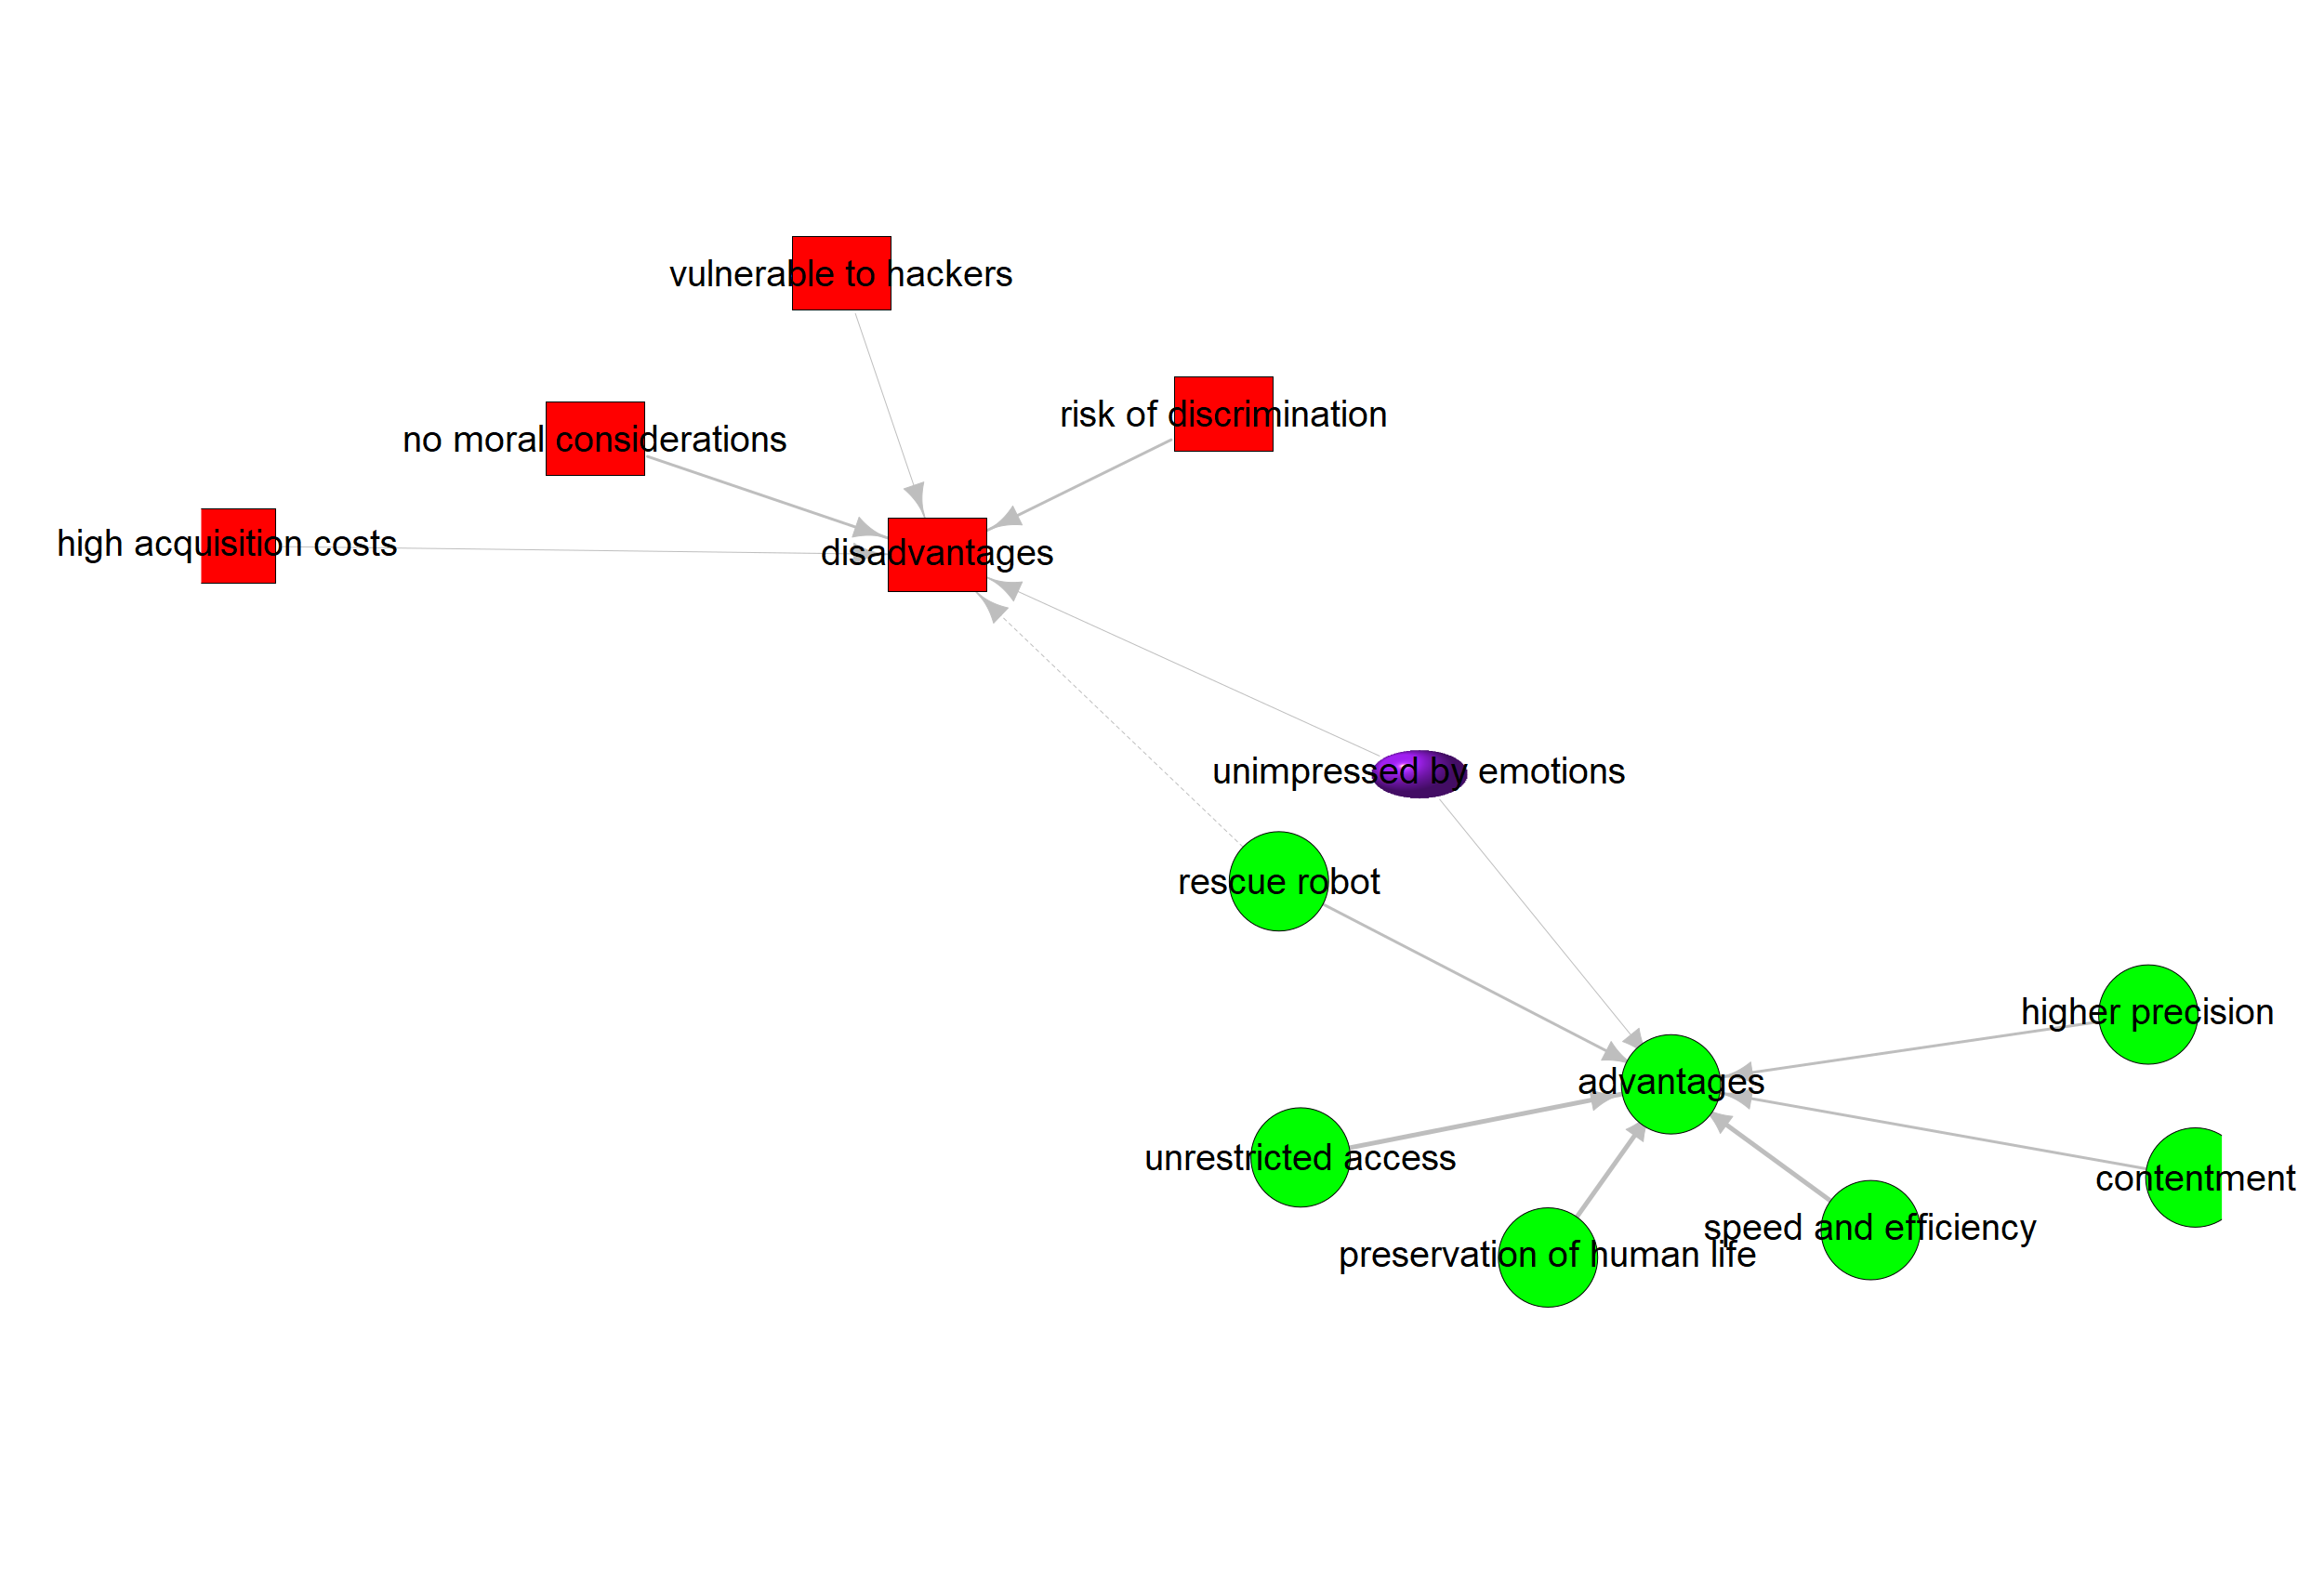 vulnerable to hackers
risk of discrimination
no moral considerations
high acquisition costs
disadvantages
unimpressed by emotions
rescue robot
higher precision
advantages
unrestricted access
contentment
speed and efficiency
preservation of human life